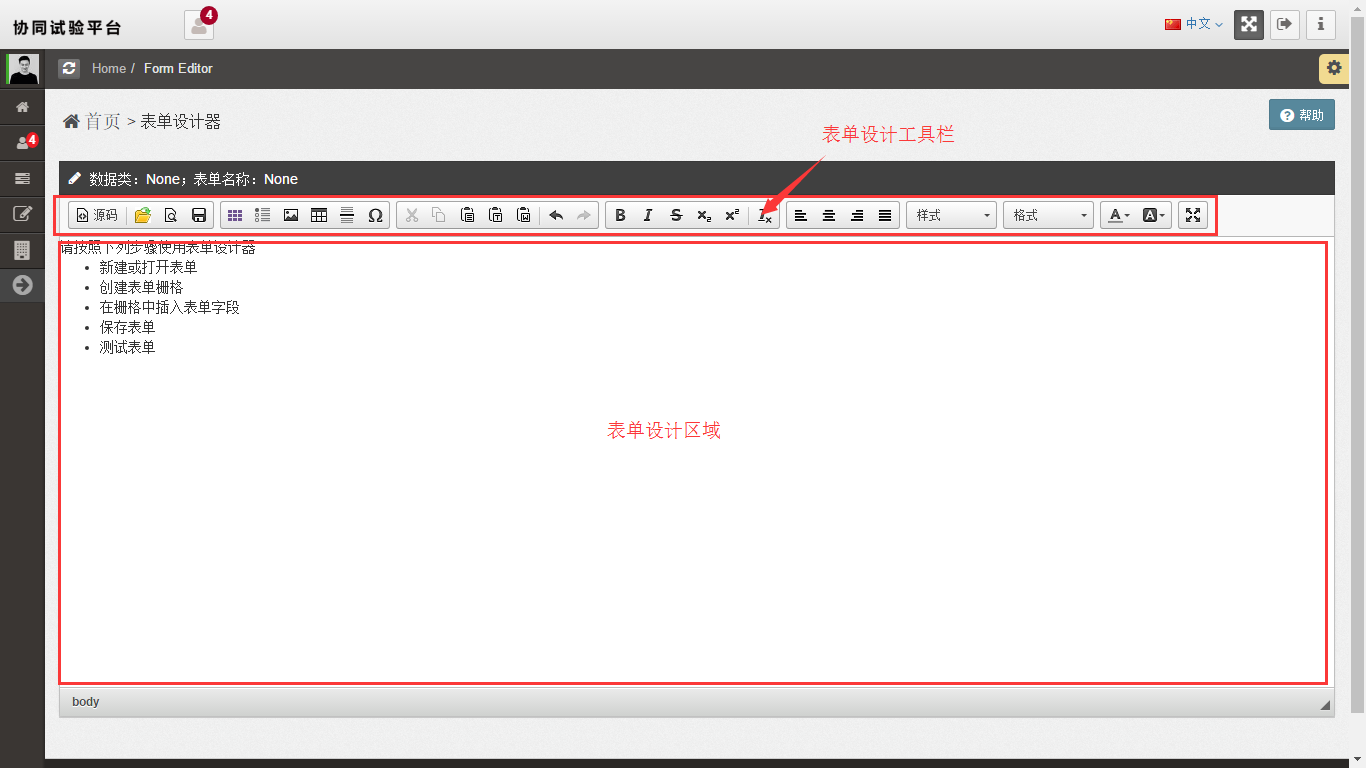 协同试验平台
4
中文
Home / Form Editor
4
首页 > 表单设计器
帮助
表单设计工具栏
数据类：None；表单名称：None
源码 Ω B I S x₂ x² Ix 样式 格式 A A
请按照下列步骤使用表单设计器
• 新建或打开表单
• 创建表单栅格
• 在栅格中插入表单字段
• 保存表单
• 测试表单
表单设计区域
body